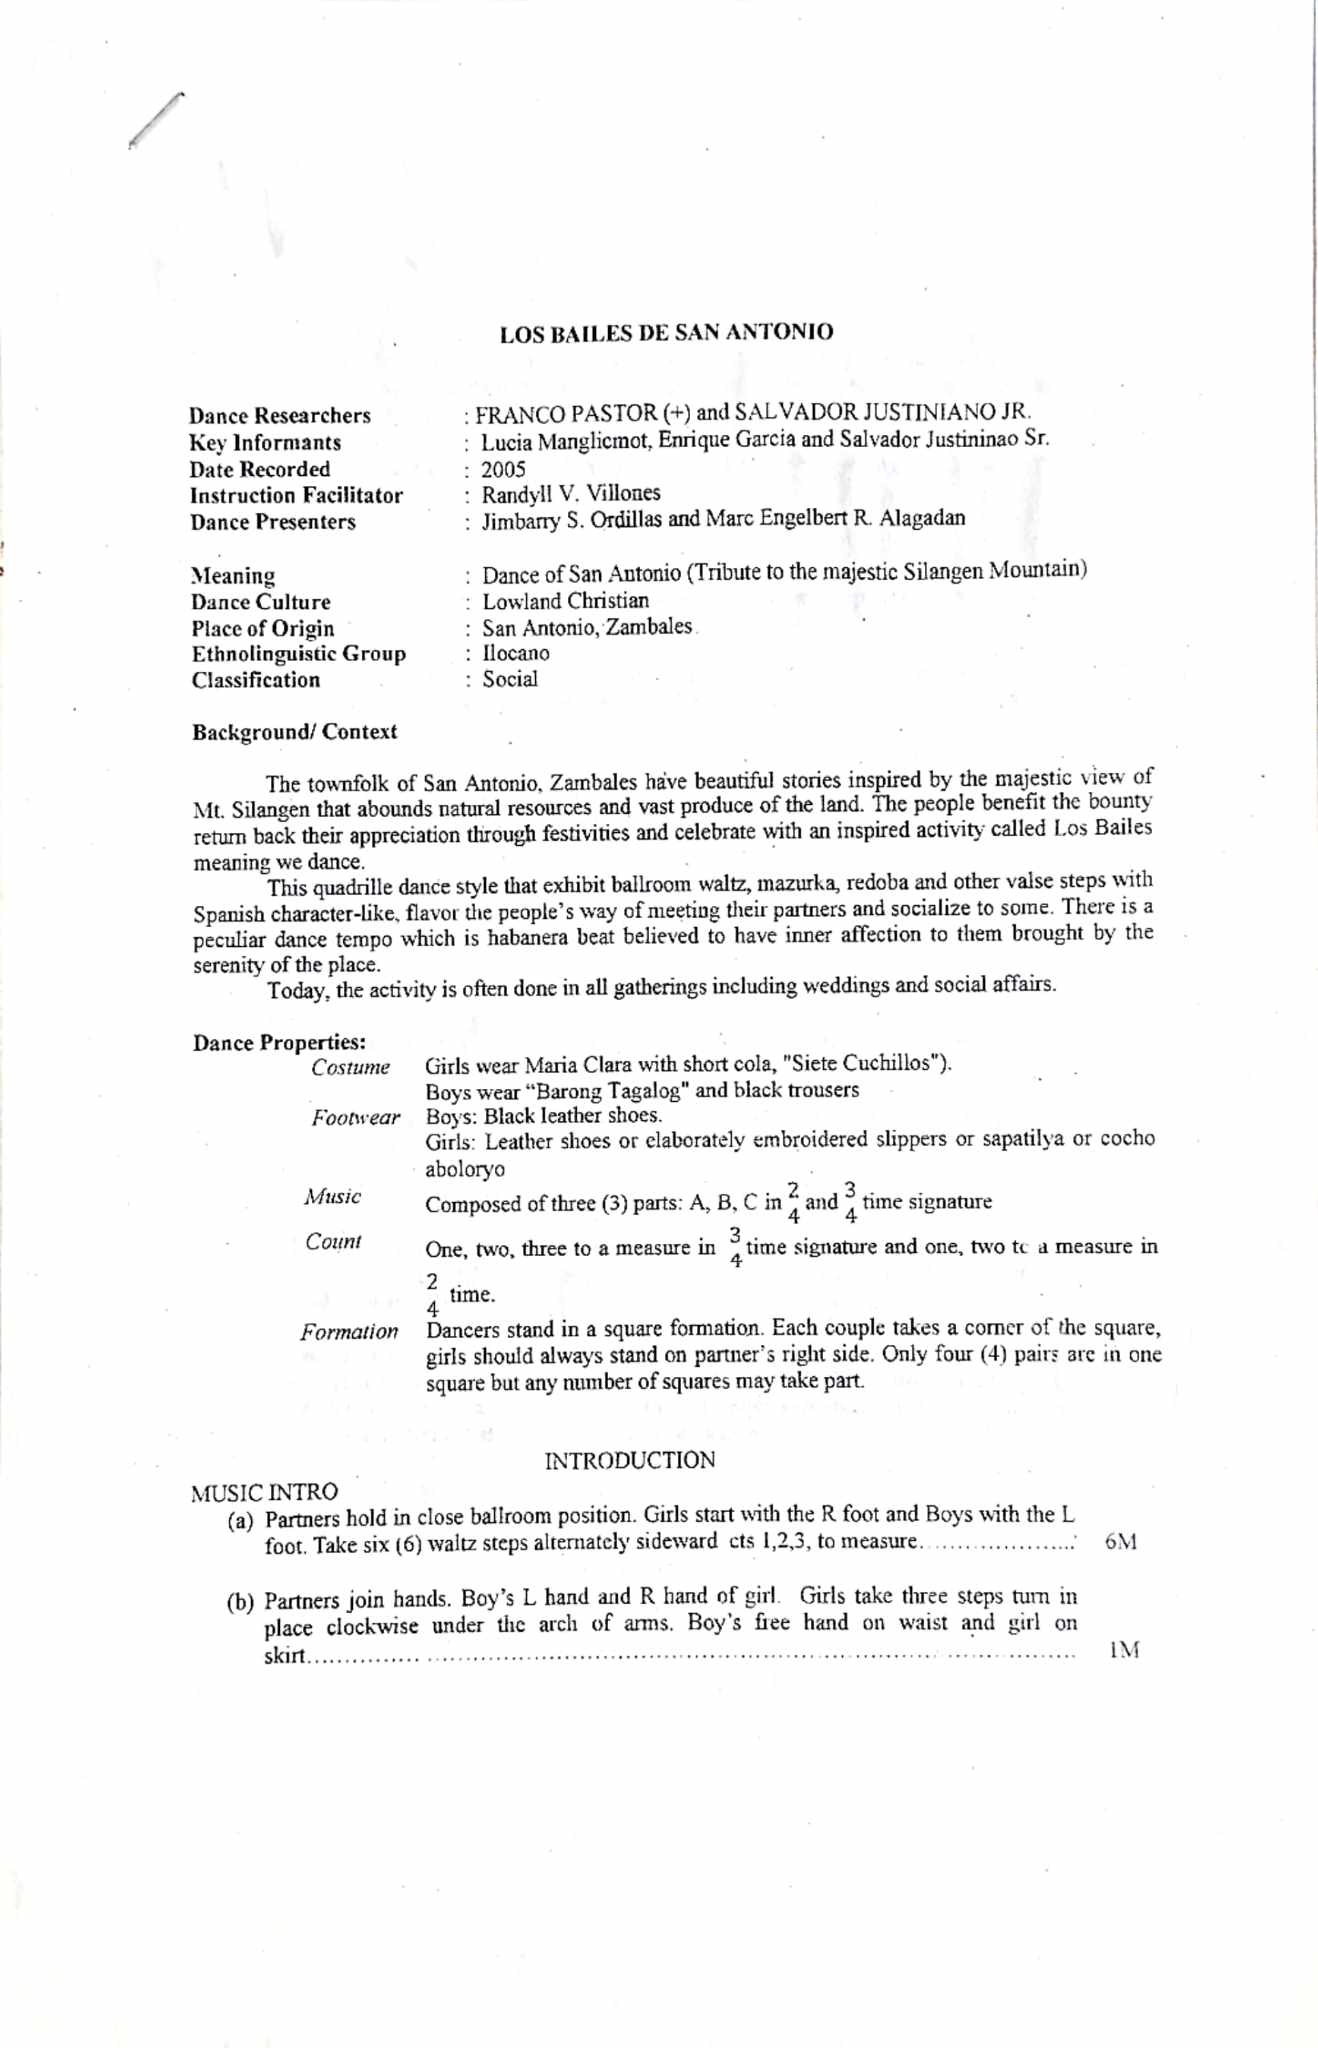 LOS BAILES DE SAN ANTONIO
Dance Researchers : FRANCO PASTOR (+) and SALVADOR JUSTINIANO JR.
Key Informants : Lucia Manglicmot, Enrique Garcia and Salvador Justininao Sr.
Date Recorded : 2005
Instruction Facilitator : Randyll V. Villones
Dance Presenters : Jimbarry S. Ordillas and Marc Engelbert R. Alagadan
Meaning : Dance of San Antonio (Tribute to the majestic Silangen Mountain)
Dance Culture : Lowland Christian
Place of Origin : San Antonio, Zambales
Ethnolinguistic Group : Ilocano
Classification : Social
Background/ Context
The townfolk of San Antonio, Zambales have beautiful stories inspired by the majestic view of
Mt. Silangen that abounds natural resources and vast produce of the land. The people benefit the bounty
return back their appreciation through festivities and celebrate with an inspired activity called Los Bailes
meaning we dance.
This quadrille dance style that exhibit ballroom waltz, mazurka, redoba and other valse steps with
Spanish character-like, flavor the people's way of meeting their partners and socialize to some. There is a
peculiar dance tempo which is habanera beat believed to have inner affection to them brought by the
serenity of the place.
Today, the activity is often done in all gatherings including weddings and social affairs.
Dance Properties:
Costume Girls wear Maria Clara with short cola, "Siete Cuchillos").
Boys wear "Barong Tagalog" and black trousers
Footwear Boys: Black leather shoes.
Girls: Leather shoes or elaborately embroidered slippers or sapatilya or cocho
aboloryo
Music Composed of three (3) parts: A, B, C in 2/4 and 3/4 time signature
Count One, two, three to a measure in 3/4 time signature and one, two to a measure in
2/4 time.
Formation Dancers stand in a square formation. Each couple takes a corner of the square,
girls should always stand on partner's right side. Only four (4) pairs are in one
square but any number of squares may take part.
INTRODUCTION
MUSIC INTRO
(a) Partners hold in close ballroom position. Girls start with the R foot and Boys with the L
foot. Take six (6) waltz steps alternately sideward cts 1,2,3, to measure..................... 6M
(b) Partners join hands. Boy's L hand and R hand of girl. Girls take three steps turn in
place clockwise under the arch of arms. Boy's free hand on waist and girl on
skirt.................................................................................................... 1M